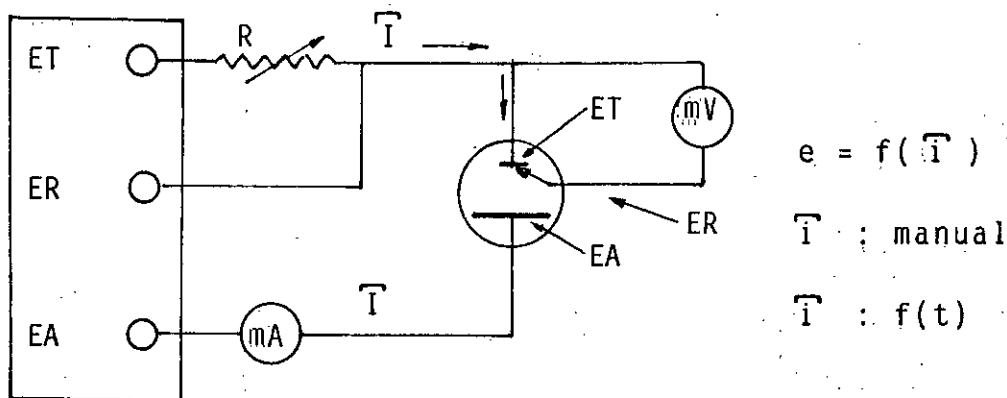 R
I
ET
ET
mV
e = f( i )
ER
ER
i : manual
EA
I
i : f(t)
EA
mA